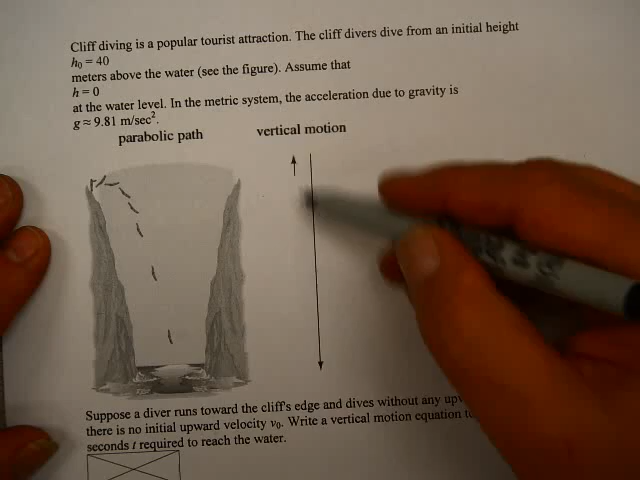 Cliff diving is a popular tourist attraction. The cliff divers dive from an initial height
h₀ = 40
meters above the water (see the figure). Assume that
h = 0
at the water level. In the metric system, the acceleration due to gravity is
g ≈ 9.81 m/sec².
parabolic path
vertical motion
Suppose a diver runs toward the cliff's edge and dives without any
there is no initial upward velocity v₀. Write a vertical motion equation
seconds t required to reach the water.